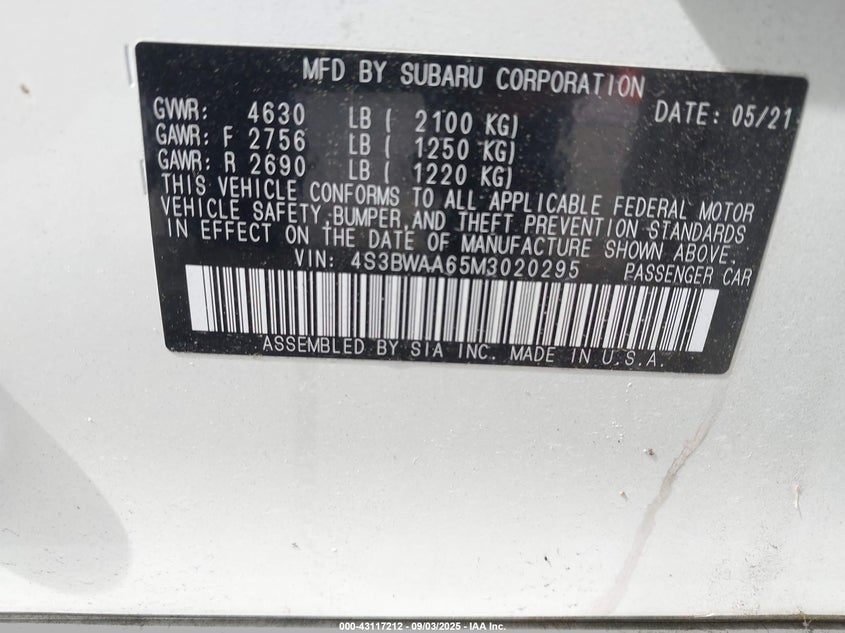 MFD BY SUBARU CORPORATION
GVWR: 4630 LB ( 2100 KG) DATE: 05/21
GAWR: F 2756 LB ( 1250 KG)
GAWR: R 2690 LB ( 1220 KG)
THIS VEHICLE CONFORMS TO ALL APPLICABLE FEDERAL MOTOR
VEHICLE SAFETY,BUMPER,AND THEFT PREVENTION STANDARDS
IN EFFECT ON THE DATE OF MANUFACTURE SHOWN ABOVE.
VIN: 4S3BWAA65M3020295 PASSENGER CAR
ASSEMBLED BY SIA INC. MADE IN U.S.A.
000-43117212 - 09/03/2025 - IAA Inc.